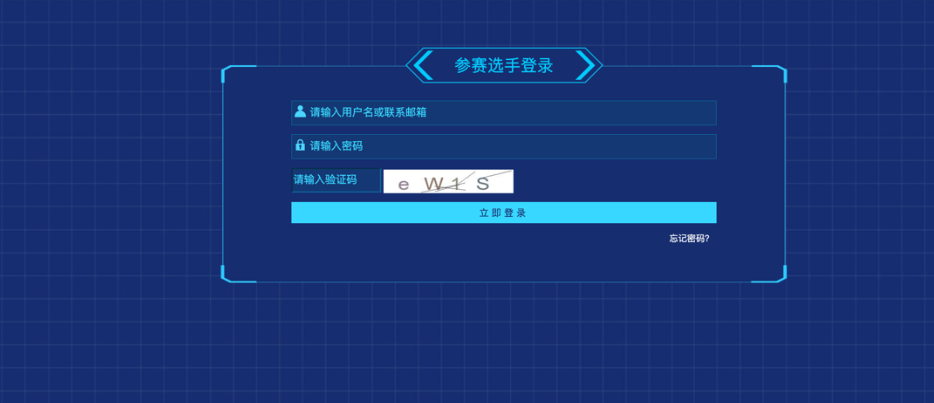 参赛选手登录
请输入用户名或联系邮箱
请输入密码
请输入验证码
e W 1 S
立即登录
忘记密码?